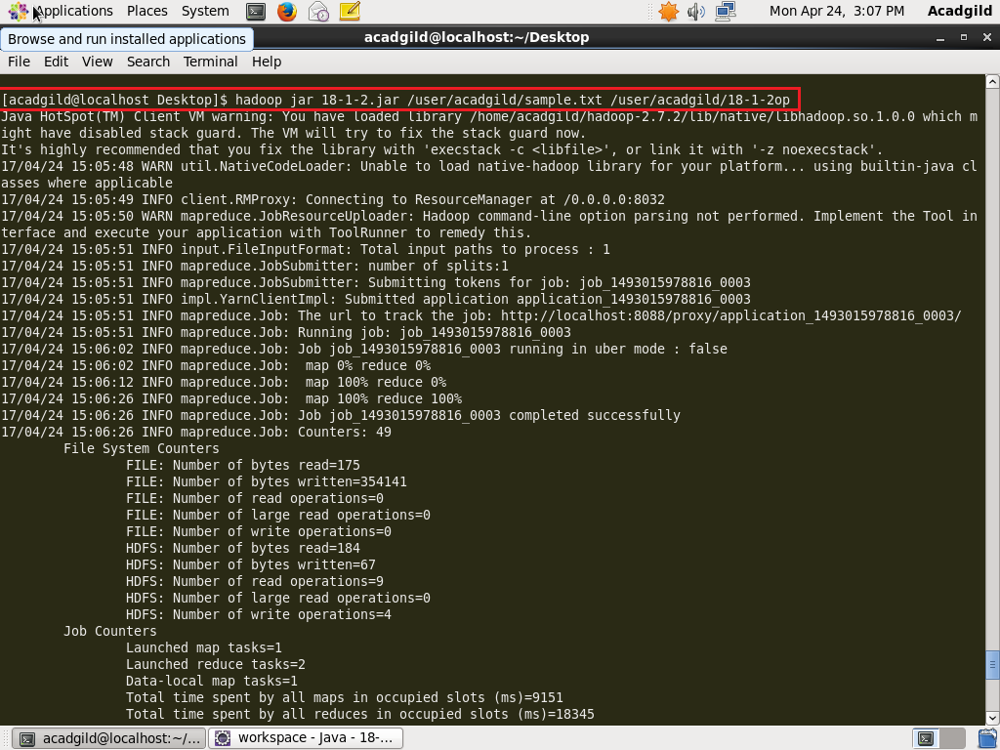 Applications Places System Mon Apr 24, 3:07 PM Acadgild
Browse and run installed applications
acadgild@localhost:~/Desktop
File Edit View Search Terminal Help
[acadgild@localhost Desktop]$ hadoop jar 18-1-2.jar /user/acadgild/sample.txt /user/acadgild/18-1-2op
Java HotSpot(TM) Client VM warning: You have loaded library /home/acadgild/hadoop-2.7.2/lib/native/libhadoop.so.1.0.0 which m
ight have disabled stack guard. The VM will try to fix the stack guard now.
It's highly recommended that you fix the library with 'execstack -c <libfile>', or link it with '-z noexecstack'.
17/04/24 15:05:48 WARN util.NativeCodeLoader: Unable to load native-hadoop library for your platform... using builtin-java cl
asses where applicable
17/04/24 15:05:49 INFO client.RMProxy: Connecting to ResourceManager at /0.0.0.0:8032
17/04/24 15:05:50 WARN mapreduce.JobResourceUploader: Hadoop command-line option parsing not performed. Implement the Tool in
terface and execute your application with ToolRunner to remedy this.
17/04/24 15:05:51 INFO input.FileInputFormat: Total input paths to process : 1
17/04/24 15:05:51 INFO mapreduce.JobSubmitter: number of splits:1
17/04/24 15:05:51 INFO mapreduce.JobSubmitter: Submitting tokens for job: job_1493015978816_0003
17/04/24 15:05:51 INFO impl.YarnClientImpl: Submitted application application_1493015978816_0003
17/04/24 15:05:51 INFO mapreduce.Job: The url to track the job: http://localhost:8088/proxy/application_1493015978816_0003/
17/04/24 15:05:51 INFO mapreduce.Job: Running job: job_1493015978816_0003
17/04/24 15:06:02 INFO mapreduce.Job: Job job_1493015978816_0003 running in uber mode : false
17/04/24 15:06:02 INFO mapreduce.Job:  map 0% reduce 0%
17/04/24 15:06:12 INFO mapreduce.Job:  map 100% reduce 0%
17/04/24 15:06:26 INFO mapreduce.Job:  map 100% reduce 100%
17/04/24 15:06:26 INFO mapreduce.Job: Job job_1493015978816_0003 completed successfully
17/04/24 15:06:26 INFO mapreduce.Job: Counters: 49
File System Counters
FILE: Number of bytes read=175
FILE: Number of bytes written=354141
FILE: Number of read operations=0
FILE: Number of large read operations=0
FILE: Number of write operations=0
HDFS: Number of bytes read=184
HDFS: Number of bytes written=67
HDFS: Number of read operations=9
HDFS: Number of large read operations=0
HDFS: Number of write operations=4
Job Counters
Launched map tasks=1
Launched reduce tasks=2
Data-local map tasks=1
Total time spent by all maps in occupied slots (ms)=9151
Total time spent by all reduces in occupied slots (ms)=18345
acadgild@localhost:~/... workspace - Java - 18-...